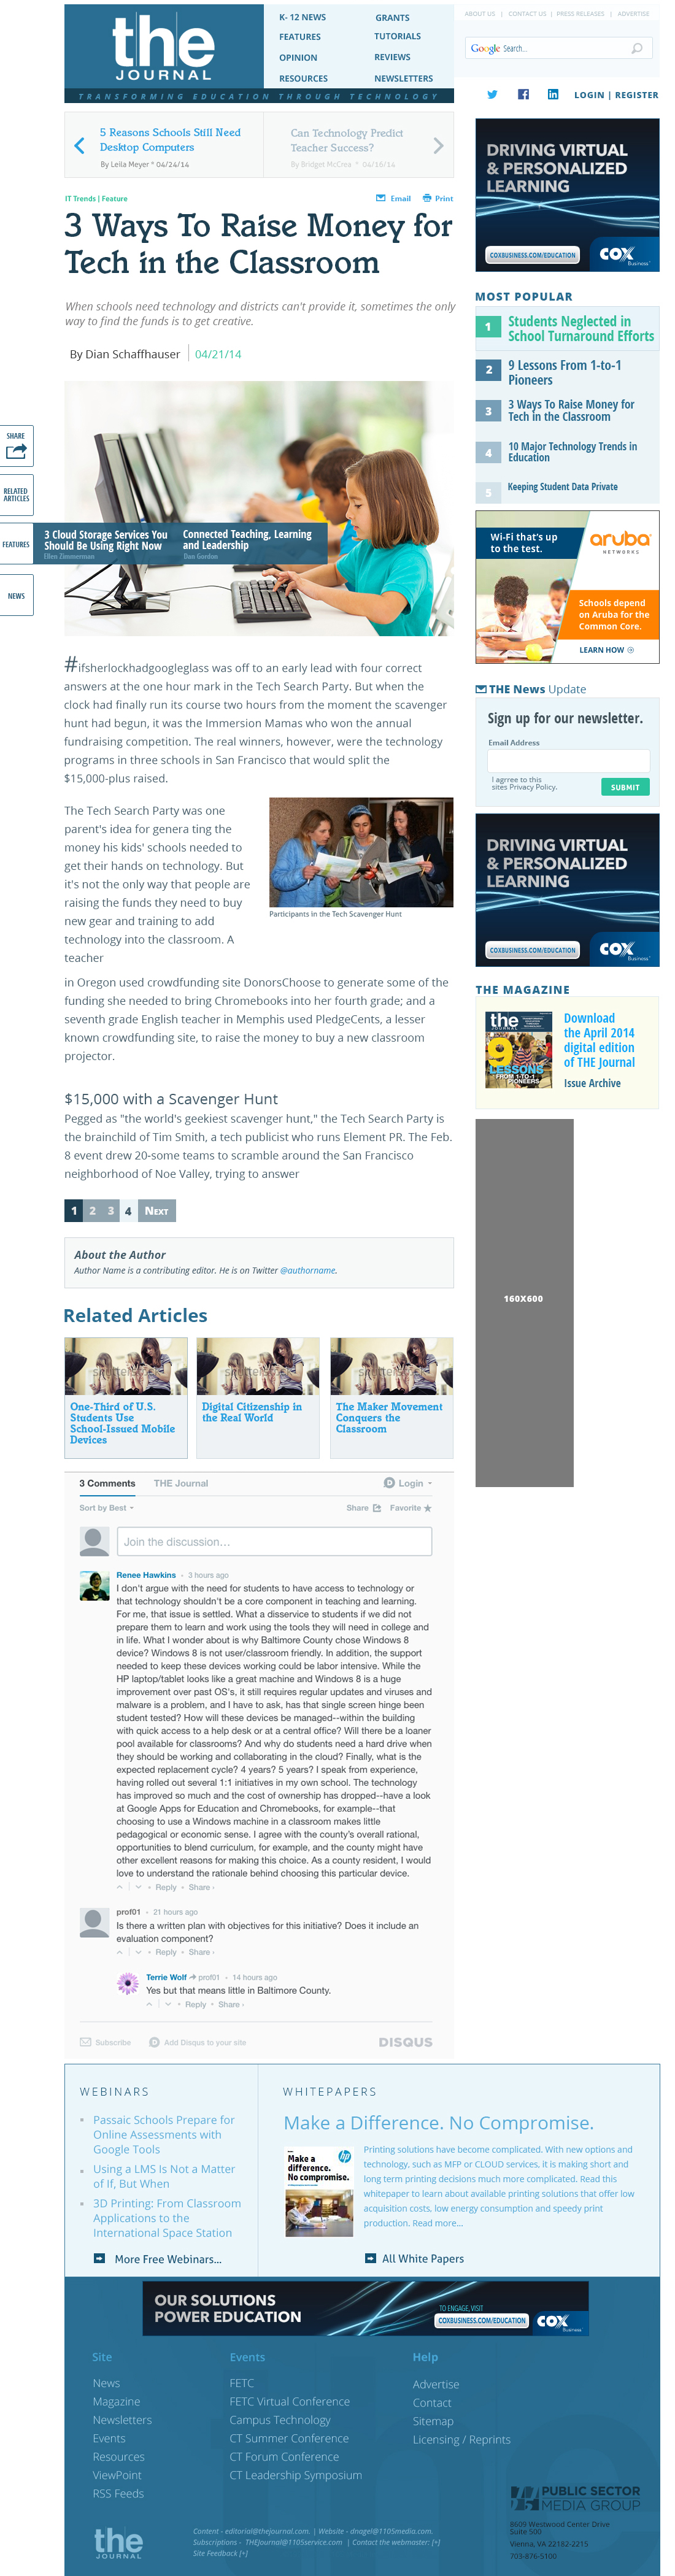 the
JOURNAL
TRANSFORMING EDUCATION THROUGH TECHNOLOGY
K- 12 NEWS
FEATURES
OPINION
RESOURCES
GRANTS
TUTORIALS
REVIEWS
NEWSLETTERS
ABOUT US | CONTACT US | PRESS RELEASES | ADVERTISE
Google Search...
LOGIN | REGISTER
5 Reasons Schools Still Need
Desktop Computers
By Leila Meyer * 04/24/14
Can Technology Predict
Teacher Success?
By Bridget McCrea * 04/16/14
IT Trends | Feature
Email
Print
3 Ways To Raise Money for
Tech in the Classroom
When schools need technology and districts can't provide it, sometimes the only
way to find the funds is to get creative.
By Dian Schaffhauser | 04/21/14
SHARE
RELATED
ARTICLES
FEATURES
NEWS
3 Cloud Storage Services You
Should Be Using Right Now
Ellen Zimmerman
Connected Teaching, Learning
and Leadership
Dan Gordon
#ifsherlockhadgoogleglass was off to an early lead with four correct
answers at the one hour mark in the Tech Search Party. But when the
clock had finally run its course two hours from the moment the scavenger
hunt had begun, it was the Immersion Mamas who won the annual
fundraising competition. The real winners, however, were the technology
programs in three schools in San Francisco that would split the
$15,000-plus raised.
The Tech Search Party was one
parent's idea for genera ting the
money his kids' schools needed to
get their hands on technology. But
it's not the only way that people are
raising the funds they need to buy
new gear and training to add
technology into the classroom. A
teacher
Participants in the Tech Scavenger Hunt
in Oregon used crowdfunding site DonorsChoose to generate some of the
funding she needed to bring Chromebooks into her fourth grade; and a
seventh grade English teacher in Memphis used PledgeCents, a lesser
known crowdfunding site, to raise the money to buy a new classroom
projector.
$15,000 with a Scavenger Hunt
Pegged as "the world's geekiest scavenger hunt," the Tech Search Party is
the brainchild of Tim Smith, a tech publicist who runs Element PR. The Feb.
8 event drew 20-some teams to scramble around the San Francisco
neighborhood of Noe Valley, trying to answer
1 2 3 4 NEXT
About the Author
Author Name is a contributing editor. He is on Twitter @authorname.
Related Articles
One-Third of U.S.
Students Use
School-Issued Mobile
Devices
Digital Citizenship in
the Real World
The Maker Movement
Conquers the
Classroom
3 Comments
THE Journal
Login
Sort by Best
Share
Favorite
Join the discussion...
Renee Hawkins • 3 hours ago
I don't argue with the need for students to have access to technology or
that technology shouldn't be a core component in teaching and learning.
For me, that issue is settled. What a disservice to students if we did not
prepare them to learn and work using the tools they will need in college and
in life. What I wonder about is why Baltimore County chose Windows 8
device? Windows 8 is not user/classroom friendly. In addition, the support
needed to keep these devices working could be labor intensive. While the
HP laptop/tablet looks like a great machine and Windows 8 is a huge
improvement over past OS's, it still requires regular updates and viruses and
malware is a problem, and I have to ask, has that single screen hinge been
student tested? How will these devices be managed--within the building
with quick access to a help desk or at a central office? Will there be a loaner
pool available for classrooms? And why do students need a hard drive when
they should be working and collaborating in the cloud? Finally, what is the
expected replacement cycle? 4 years? 5 years? I speak from experience,
having rolled out several 1:1 initiatives in my own school. The technology
has improved so much and the cost of ownership has dropped--have a look
at Google Apps for Education and Chromebooks, for example--that
choosing to use a Windows machine in a classroom makes little
pedagogical or economic sense. I agree with the county's overall rational,
opportunities to blend curriculum, for example, and the county might have
other excellent reasons for making this choice. As a county resident, I would
love to understand the rationale behind choosing this particular device.
• Reply • Share ›
prof01 • 21 hours ago
Is there a written plan with objectives for this initiative? Does it include an
evaluation component?
• Reply • Share ›
Terrie Wolf prof01 • 14 hours ago
Yes but that means little in Baltimore County.
• Reply • Share ›
Subscribe
Add Disqus to your site
DISQUS
DRIVING VIRTUAL
& PERSONALIZED
LEARNING
COXBUSINESS.COM/EDUCATION
COX
Business
MOST POPULAR
1 Students Neglected in
School Turnaround Efforts
2 9 Lessons From 1-to-1
Pioneers
3 3 Ways To Raise Money for
Tech in the Classroom
4 10 Major Technology Trends in
Education
5 Keeping Student Data Private
Wi-Fi that's up
to the test.
aruba
NETWORKS
Schools depend
on Aruba for the
Common Core.
LEARN HOW
THE News Update
Sign up for our newsletter.
Email Address
I agrree to this
sites Privacy Policy.
SUBMIT
DRIVING VIRTUAL
& PERSONALIZED
LEARNING
COXBUSINESS.COM/EDUCATION
COX
Business
THE MAGAZINE
the
JOURNAL
9
LESSONS
FROM 1-TO-1
PIONEERS
Download
the April 2014
digital edition
of THE Journal
Issue Archive
160X600
WEBINARS
Passaic Schools Prepare for
Online Assessments with
Google Tools
Using a LMS Is Not a Matter
of If, But When
3D Printing: From Classroom
Applications to the
International Space Station
More Free Webinars...
WHITEPAPERS
Make a Difference. No Compromise.
Make a
difference.
No compromise.
hp
Printing solutions have become complicated. With new options and
technology, such as MFP or CLOUD services, it is making short and
long term printing decisions much more complicated. Read this
whitepaper to learn about available printing solutions that offer low
acquisition costs, low energy consumption and speedy print
production. Read more...
All White Papers
OUR SOLUTIONS
POWER EDUCATION
TO ENGAGE, VISIT
COXBUSINESS.COM/EDUCATION
COX
Business
Site
News
Magazine
Newsletters
Events
Resources
ViewPoint
RSS Feeds
Events
FETC
FETC Virtual Conference
Campus Technology
CT Summer Conference
CT Forum Conference
CT Leadership Symposium
Help
Advertise
Contact
Sitemap
Licensing / Reprints
the
JOURNAL
Content - editorial@thejournal.com. | Website - dnagel@1105media.com.
Subscriptions - THEJournal@1105service.com | Contact the webmaster: [+]
Site Feedback [+]
PUBLIC SECTOR
MEDIA GROUP
8609 Westwood Center Drive
Suite 500
Vienna, VA 22182-2215
703-876-5100